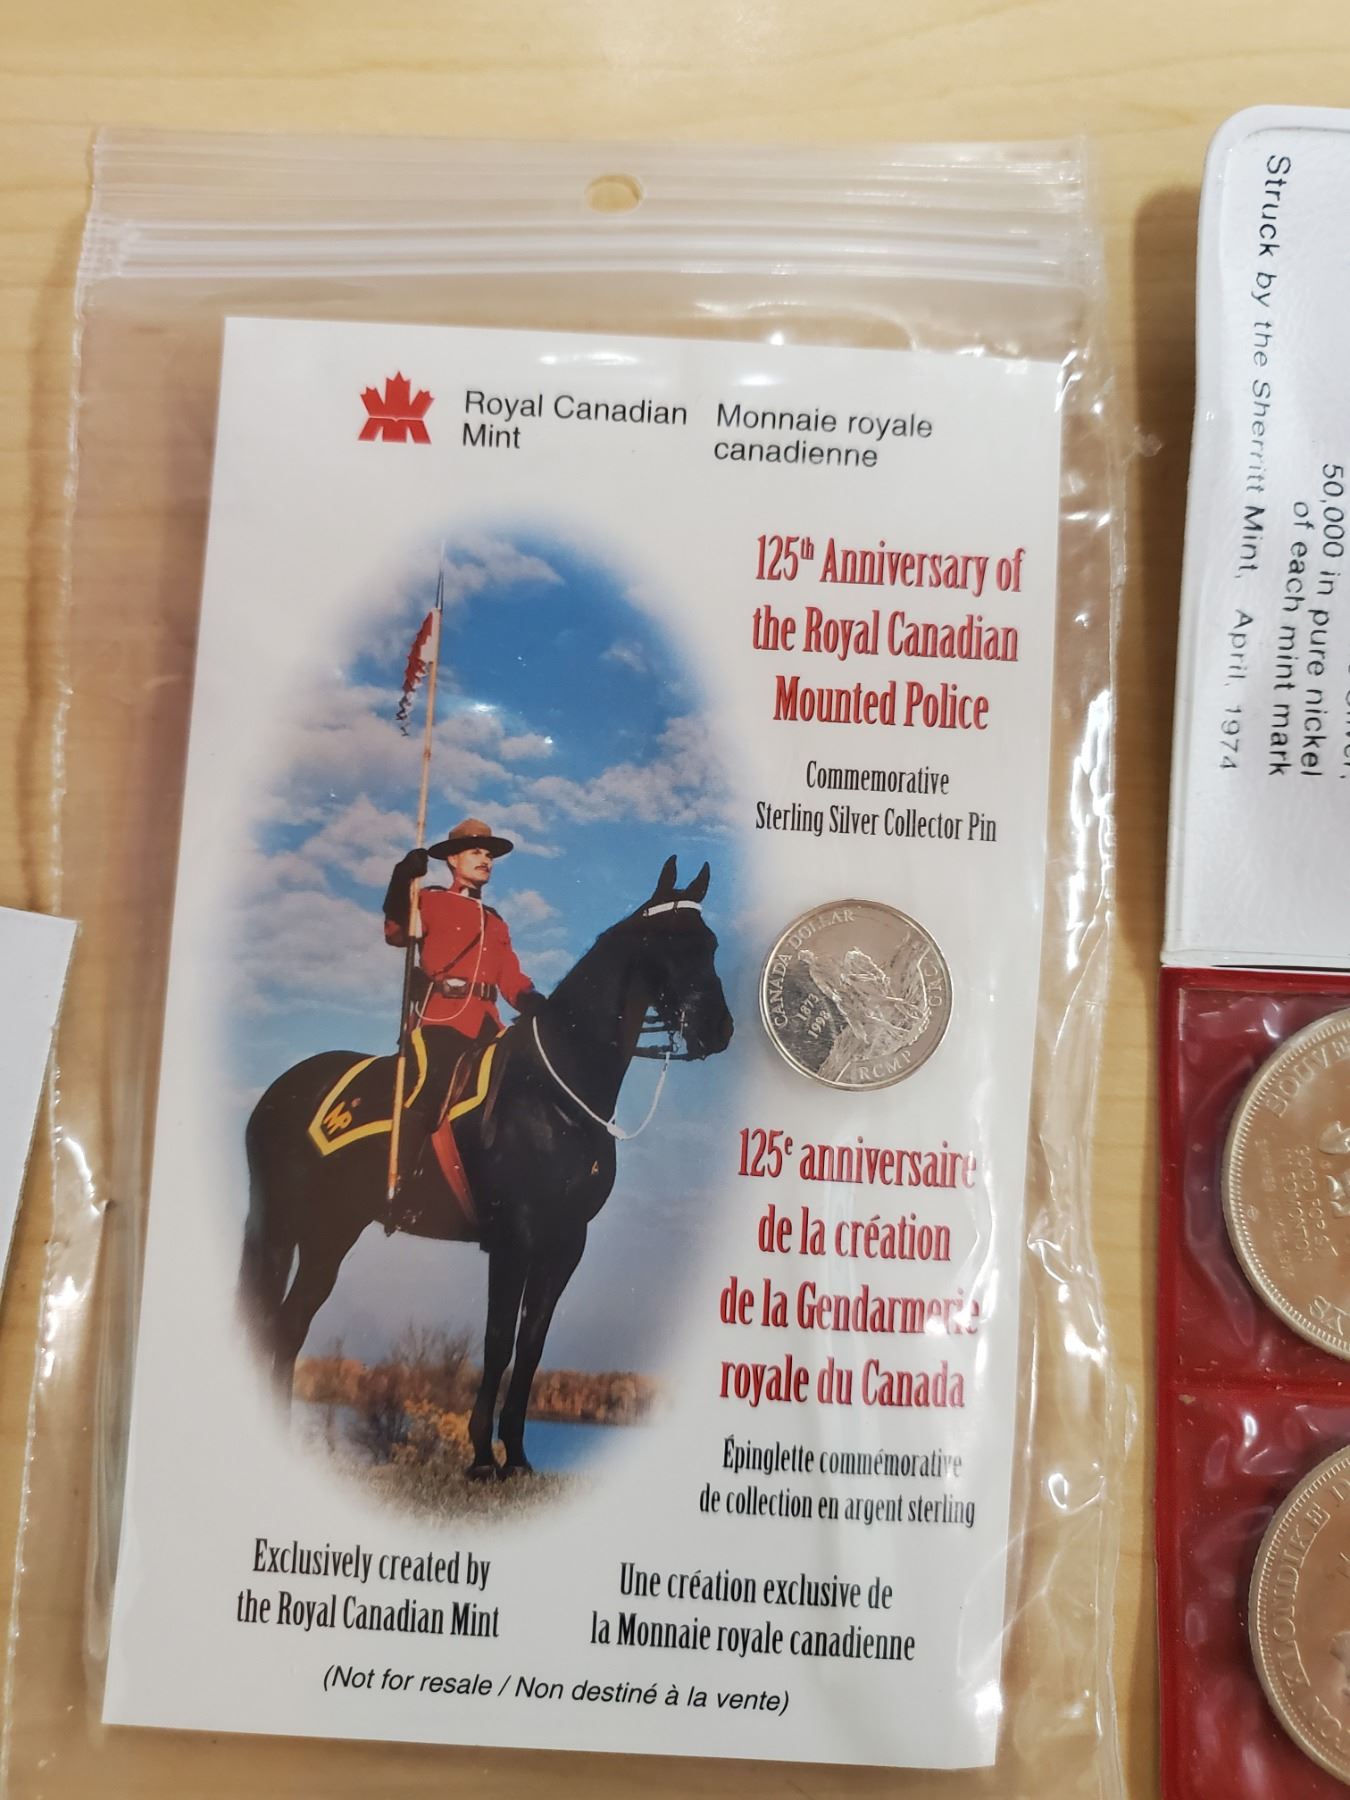 Royal Canadian
Mint
Monnaie royale
canadienne
125th Anniversary of
the Royal Canadian
Mounted Police
Commemorative
Sterling Silver Collector Pin
CANADA DOLLAR
1873
1998
RCMP
125e anniversaire
de la création
de la Gendarmerie
royale du Canada
Épinglette commémorative
de collection en argent sterling
Exclusively created by
the Royal Canadian Mint
Une création exclusive de
la Monnaie royale canadienne
(Not for resale / Non destiné à la vente)
50,000 in pure nickel
of each mint mark
Struck by the Sherritt Mint, April, 1974
GOOD FOR
KLONDIKE